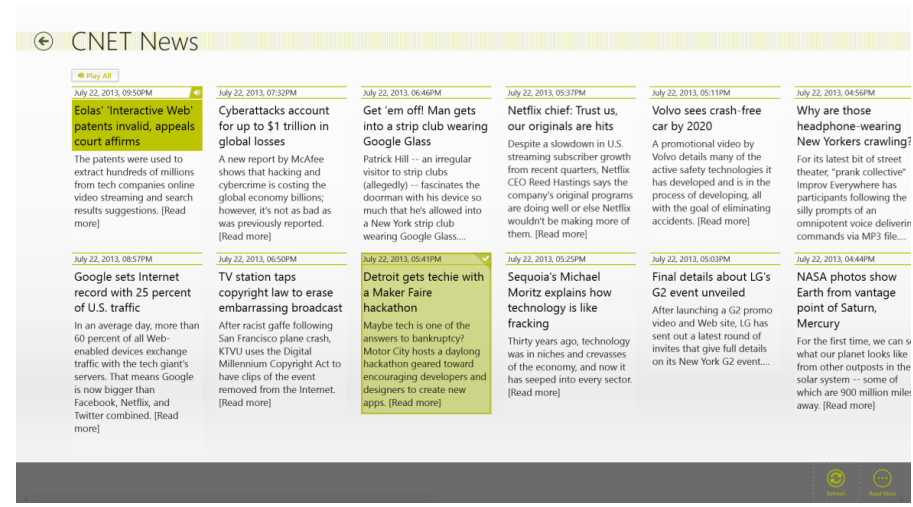 CNET News
Play All
July 22, 2013, 09:50PM
Eolas' 'Interactive Web'
patents invalid, appeals
court affirms
The patents were used to
extract hundreds of millions
from tech companies online
video streaming and search
results suggestions. [Read
more]
July 22, 2013, 08:57PM
Google sets Internet
record with 25 percent
of U.S. traffic
In an average day, more than
60 percent of all Web-
enabled devices exchange
traffic with the tech giant's
servers. That means Google
is now bigger than
Facebook, Netflix, and
Twitter combined. [Read
more]
July 22, 2013, 07:32PM
Cyberattacks account
for up to $1 trillion in
global losses
A new report by McAfee
shows that hacking and
cybercrime is costing the
global economy billions;
however, it's not as bad as
was previously reported.
[Read more]
July 22, 2013, 06:50PM
TV station taps
copyright law to erase
embarrassing broadcast
After racist gaffe following
San Francisco plane crash,
KTVU uses the Digital
Millennium Copyright Act to
have clips of the event
removed from the Internet.
[Read more]
July 22, 2013, 06:46PM
Get 'em off! Man gets
into a strip club wearing
Google Glass
Patrick Hill -- an irregular
visitor to strip clubs
(allegedly) -- fascinates the
doorman with his device so
much that he's allowed into
a New York strip club
wearing Google Glass....
July 22, 2013, 05:41PM
Detroit gets techie with
a Maker Faire
hackathon
Maybe tech is one of the
answers to bankruptcy?
Motor City hosts a daylong
hackathon geared toward
encouraging developers and
designers to create new
apps. [Read more]
July 22, 2013, 05:37PM
Netflix chief: Trust us,
our originals are hits
Despite a slowdown in U.S.
streaming subscriber growth
from recent quarters, Netflix
CEO Reed Hastings says the
company's original programs
are doing well or else Netflix
wouldn't be making more of
them. [Read more]
July 22, 2013, 05:25PM
Sequoia's Michael
Moritz explains how
technology is like
fracking
Thirty years ago, technology
was in niches and crevasses
of the economy, and now it
has seeped into every sector.
[Read more]
July 22, 2013, 05:11PM
Volvo sees crash-free
car by 2020
A promotional video by
Volvo details many of the
active safety technologies it
has developed and is in the
process of developing, all
with the goal of eliminating
accidents. [Read more]
July 22, 2013, 05:03PM
Final details about LG's
G2 event unveiled
After launching a G2 promo
video and Web site, LG has
sent out a latest round of
invites that give full details
on its New York G2 event....
July 22, 2013, 04:56PM
Why are those
headphone-wearing
New Yorkers crawling?
For its latest bit of street
theater, "prank collective"
Improv Everywhere has
participants following the
silly prompts of an
omnipotent voice deliverin
commands via MP3 file....
July 22, 2013, 04:44PM
NASA photos show
Earth from vantage
point of Saturn,
Mercury
For the first time, we can s
what our planet looks like
from other outposts in the
solar system -- some of
which are 900 million miles
away. [Read more]
Refresh
Read More